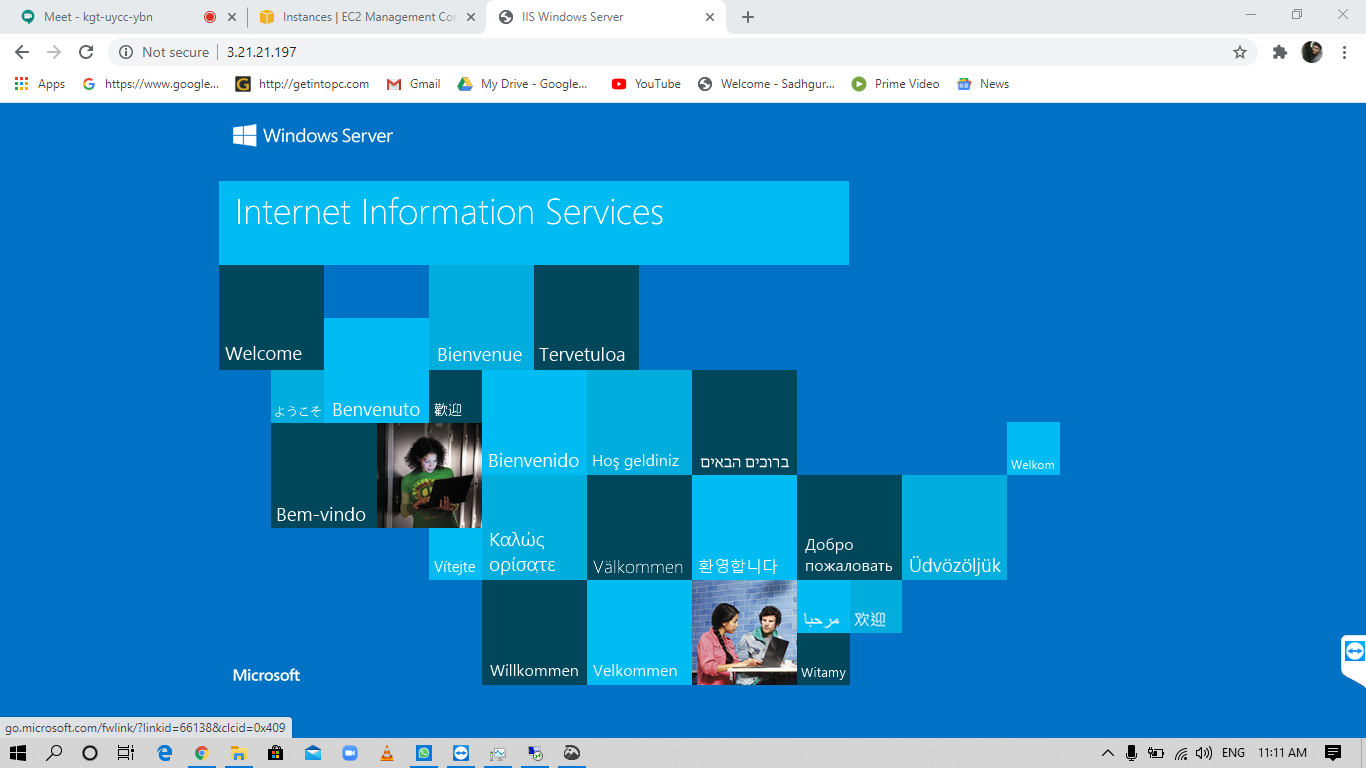 Meet - kgt-uycc-ybn
Instances | EC2 Management Con
IIS Windows Server
Not secure
3.21.21.197
Apps
https://www.google...
http://getintopc.com
Gmail
My Drive - Google...
YouTube
Welcome - Sadhgur...
Prime Video
News
Windows Server
Internet Information Services
Welcome
Bienvenue
Tervetuloa
ようこそ
Benvenuto
歡迎
Bienvenido
Hoş geldiniz
ברוכים הבאים
Welkom
Bem-vindo
Vítejte
Καλώς
ορίσατε
Välkommen
환영합니다
Добро
пожаловать
Üdvözöljük
مرحبا
欢迎
Willkommen
Velkommen
Witamy
Microsoft
go.microsoft.com/fwlink/?linkid=66138&clcid=0x409
ENG
11:11 AM